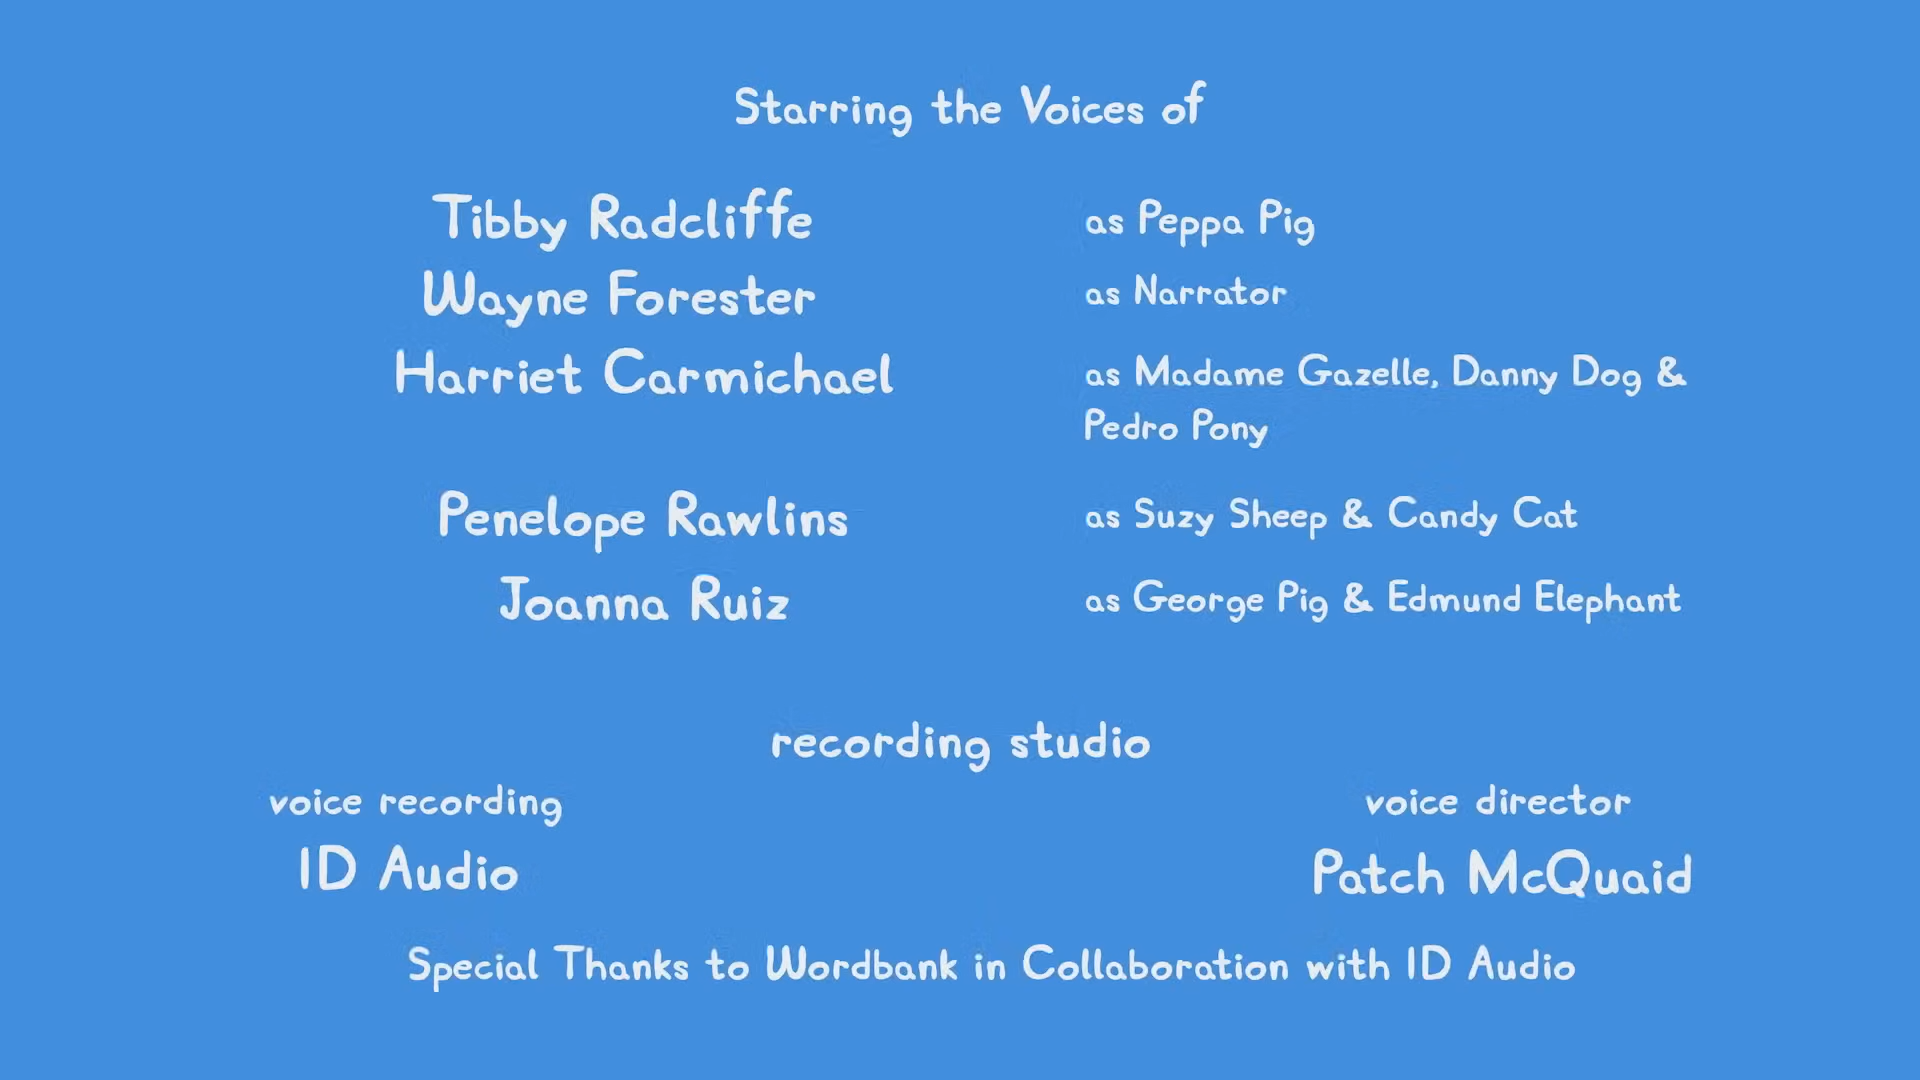 Starring the Voices of
Tibby Radcliffe as Peppa Pig
Wayne Forester as Narrator
Harriet Carmichael as Madame Gazelle, Danny Dog &
Pedro Pony
Penelope Rawlins as Suzy Sheep & Candy Cat
Joanna Ruiz as George Pig & Edmund Elephant
recording studio
voice recording voice director
ID Audio Patch McQuaid
Special Thanks to Wordbank in Collaboration with ID Audio